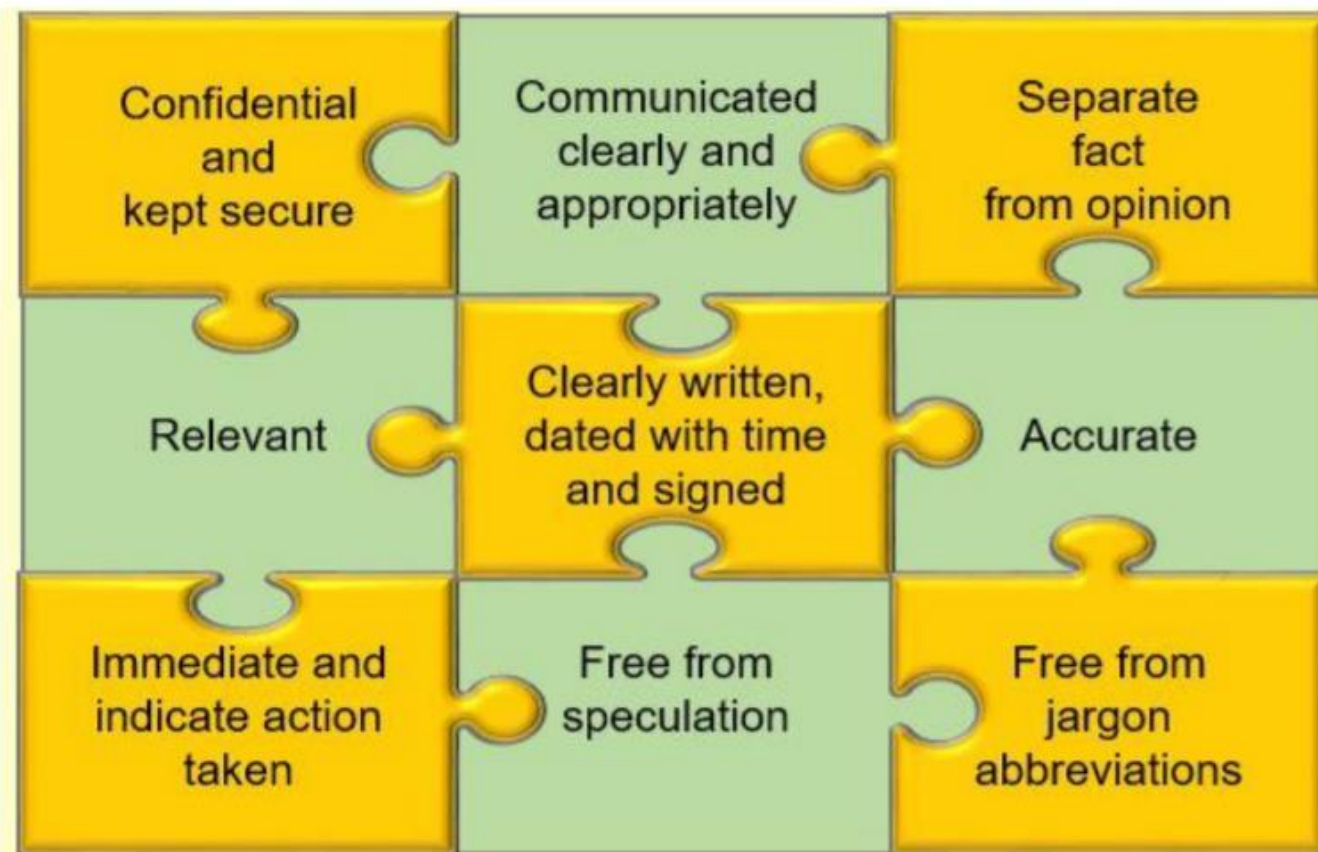 Confidential
and
kept secure
Communicated
clearly and
appropriately
Separate
fact
from opinion
Relevant
Clearly written,
dated with time
and signed
Accurate
Immediate and
indicate action
taken
Free from
speculation
Free from
jargon
abbreviations